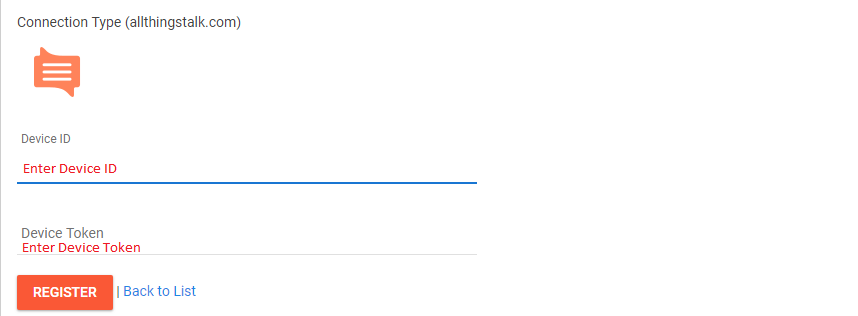 Connection Type (allthingstalk.com)
Device ID
Enter Device ID
Device Token
Enter Device Token
REGISTER | Back to List